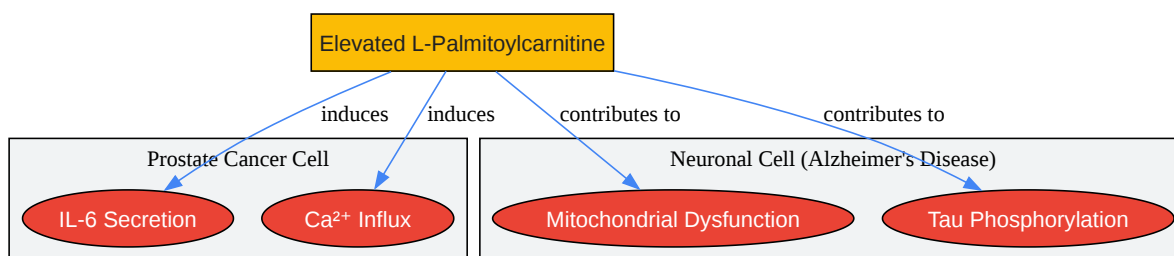 Elevated L-Palmitoylcarnitine
induces
induces
contributes to
contributes to
Prostate Cancer Cell
Neuronal Cell (Alzheimer's Disease)
IL-6 Secretion
Ca²⁺ Influx
Mitochondrial Dysfunction
Tau Phosphorylation